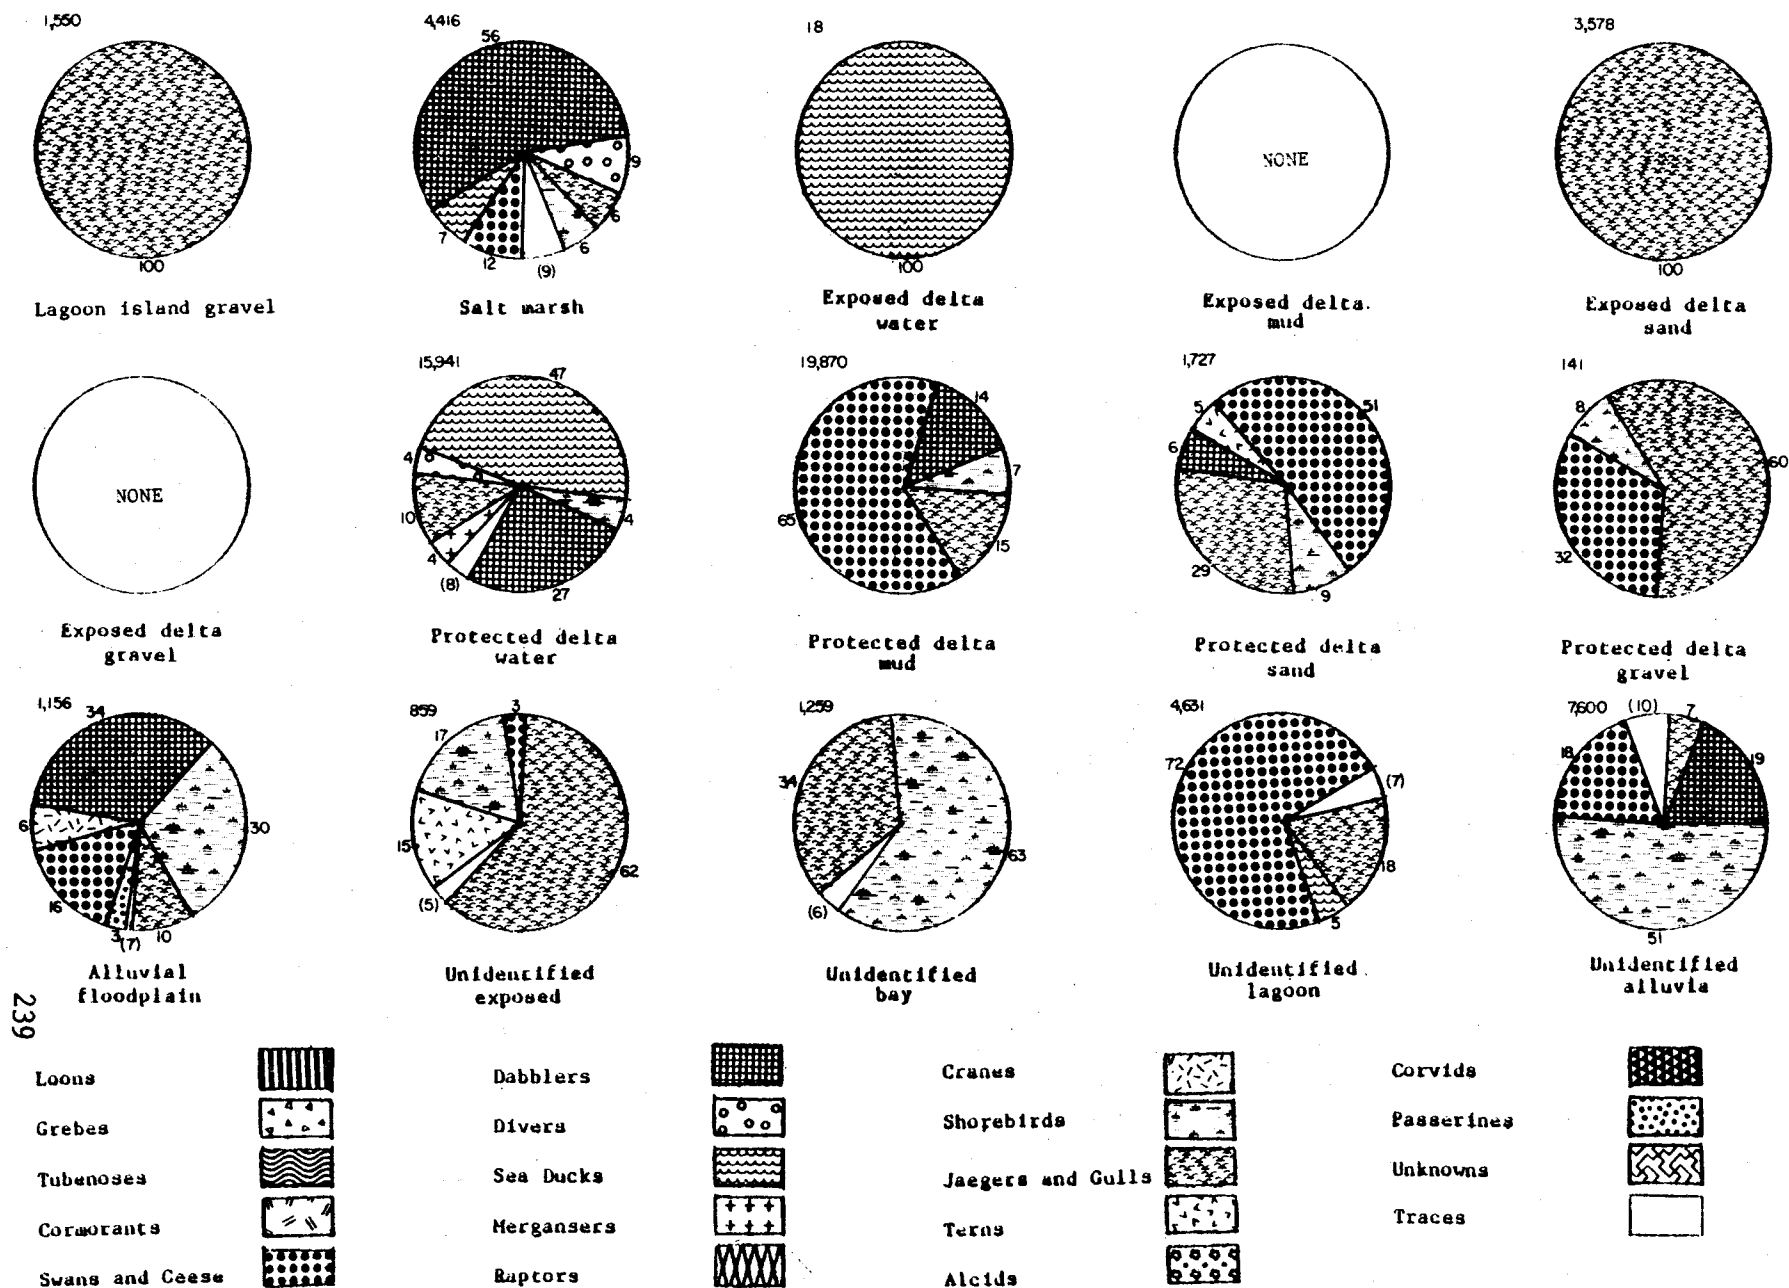 1,550
100
Lagoon island gravel
4,416
56
9
6
6
(9)
12
7
Salt marsh
18
100
Exposed delta
water
NONE
Exposed delta.
mud
3,578
100
Exposed delta
sand
NONE
Exposed delta
gravel
15,941
47
4
27
(8)
4
10
4
Protected delta
water
19,870
14
7
15
65
Protected delta
mud
1,727
51
9
29
6
5
Protected delta
sand
141
8
60
32
Protected delta
gravel
1,156
34
30
10
(7)
3
16
6
Alluvial
floodplain
859
3
17
15
(5)
62
Unidentified
exposed
1,259
34
63
(6)
Unidentified
bay
4,631
72
(7)
18
5
Unidentified
lagoon
7,600
(10)
7
19
18
51
Unidentified
alluvia
239
Loons
Grebes
Tubenoses
Cormorants
Swans and Geese
Dabblers
Divers
Sea Ducks
Mergansers
Raptors
Cranes
Shorebirds
Jaegers and Gulls
Terns
Alcids
Corvids
Passerines
Unknowns
Traces